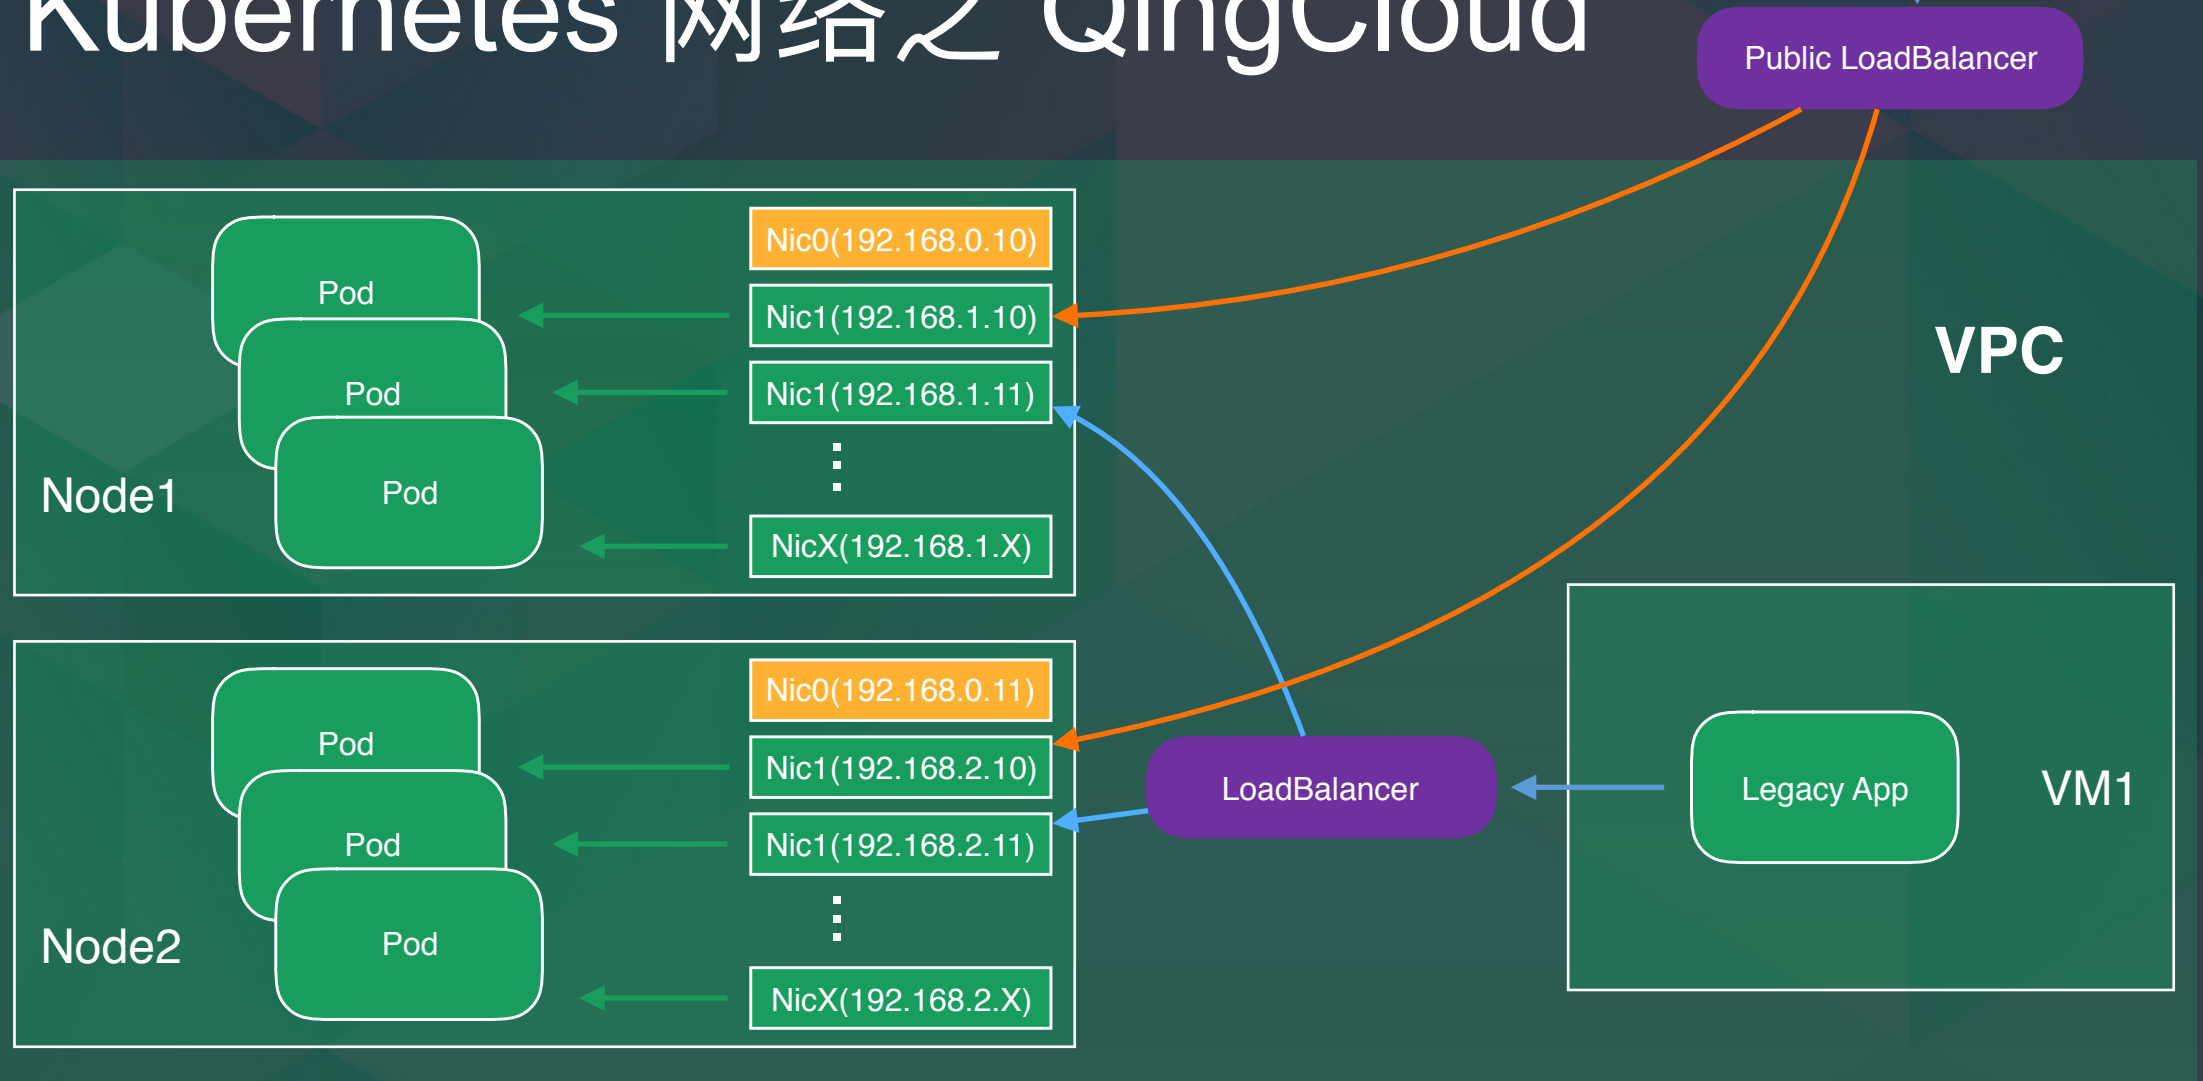 Kubernetes 网络之 QingCloud
Public LoadBalancer
VPC
Node1
Pod
Pod
Pod
Nic0(192.168.0.10)
Nic1(192.168.1.10)
Nic1(192.168.1.11)
NicX(192.168.1.X)
Node2
Pod
Pod
Pod
Nic0(192.168.0.11)
Nic1(192.168.2.10)
Nic1(192.168.2.11)
NicX(192.168.2.X)
LoadBalancer
Legacy App
VM1